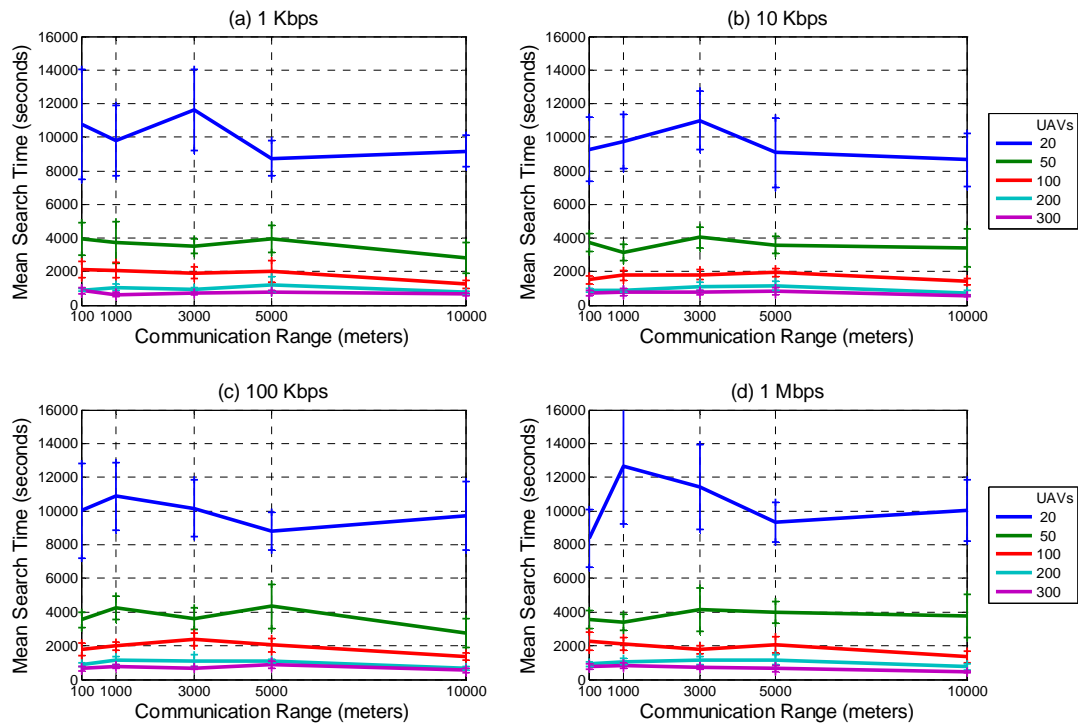 (a) 1 Kbps
16000
14000
12000
10000
8000
6000
4000
2000
0
Mean Search Time (seconds)
100 1000 3000 5000 10000
Communication Range (meters)
(b) 10 Kbps
16000
14000
12000
10000
8000
6000
4000
2000
0
Mean Search Time (seconds)
100 1000 3000 5000 10000
Communication Range (meters)
UAVs
20
50
100
200
300
(c) 100 Kbps
16000
14000
12000
10000
8000
6000
4000
2000
0
Mean Search Time (seconds)
100 1000 3000 5000 10000
Communication Range (meters)
(d) 1 Mbps
16000
14000
12000
10000
8000
6000
4000
2000
0
Mean Search Time (seconds)
100 1000 3000 5000 10000
Communication Range (meters)
UAVs
20
50
100
200
300